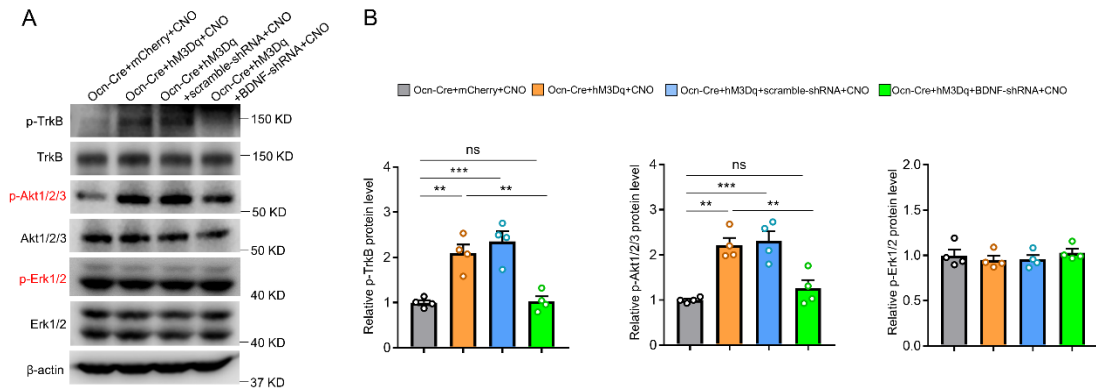 A
Ocn-Cre+mCherry+CNO
Ocn-Cre+hM3Dq+CNO
Ocn-Cre+hM3Dq
+scramble-shRNA+CNO
Ocn-Cre+hM3Dq
+BDNF-shRNA+CNO
p-TrkB
150 KD
TrkB
150 KD
p-Akt1/2/3
50 KD
Akt1/2/3
50 KD
p-Erk1/2
40 KD
Erk1/2
40 KD
β-actin
37 KD
B
Ocn-Cre+mCherry+CNO Ocn-Cre+hM3Dq+CNO Ocn-Cre+hM3Dq+scramble-shRNA+CNO Ocn-Cre+hM3Dq+BDNF-shRNA+CNO
Relative p-TrkB protein level
4
3
2
1
0
ns
***
** **
Relative p-Akt1/2/3 protein level
4
3
2
1
0
ns
***
** **
Relative p-Erk1/2 protein level
2.0
1.5
1.0
0.5
0.0